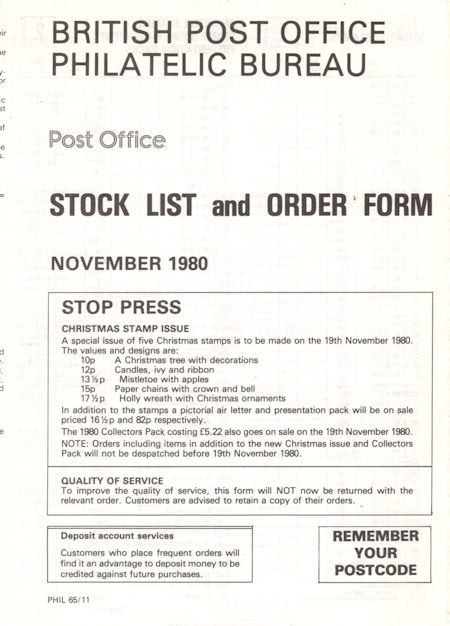 BRITISH POST OFFICE
PHILATELIC BUREAU
Post Office
STOCK LIST and ORDER FORM
NOVEMBER 1980
STOP PRESS
CHRISTMAS STAMP ISSUE
A special issue of five Christmas stamps is to be made on the 19th November 1980.
The values and designs are:
10p A Christmas tree with decorations
12p Candles, ivy and ribbon
13½p Mistletoe with apples
15p Paper chains with crown and bell
17½p Holly wreath with Christmas ornaments
In addition to the stamps a pictorial air letter and presentation pack will be on sale
priced 16½p and 82p respectively.
The 1980 Collectors Pack costing £5.22 also goes on sale on the 19th November 1980.
NOTE: Orders including items in addition to the new Christmas issue and Collectors
Pack will not be despatched before 19th November 1980.
QUALITY OF SERVICE
To improve the quality of service, this form will NOT now be returned with the
relevant order. Customers are advised to retain a copy of their orders.
Deposit account services
Customers who place frequent orders will
find it an advantage to deposit money to be
credited against future purchases.
REMEMBER
YOUR
POSTCODE
PHIL 65/11